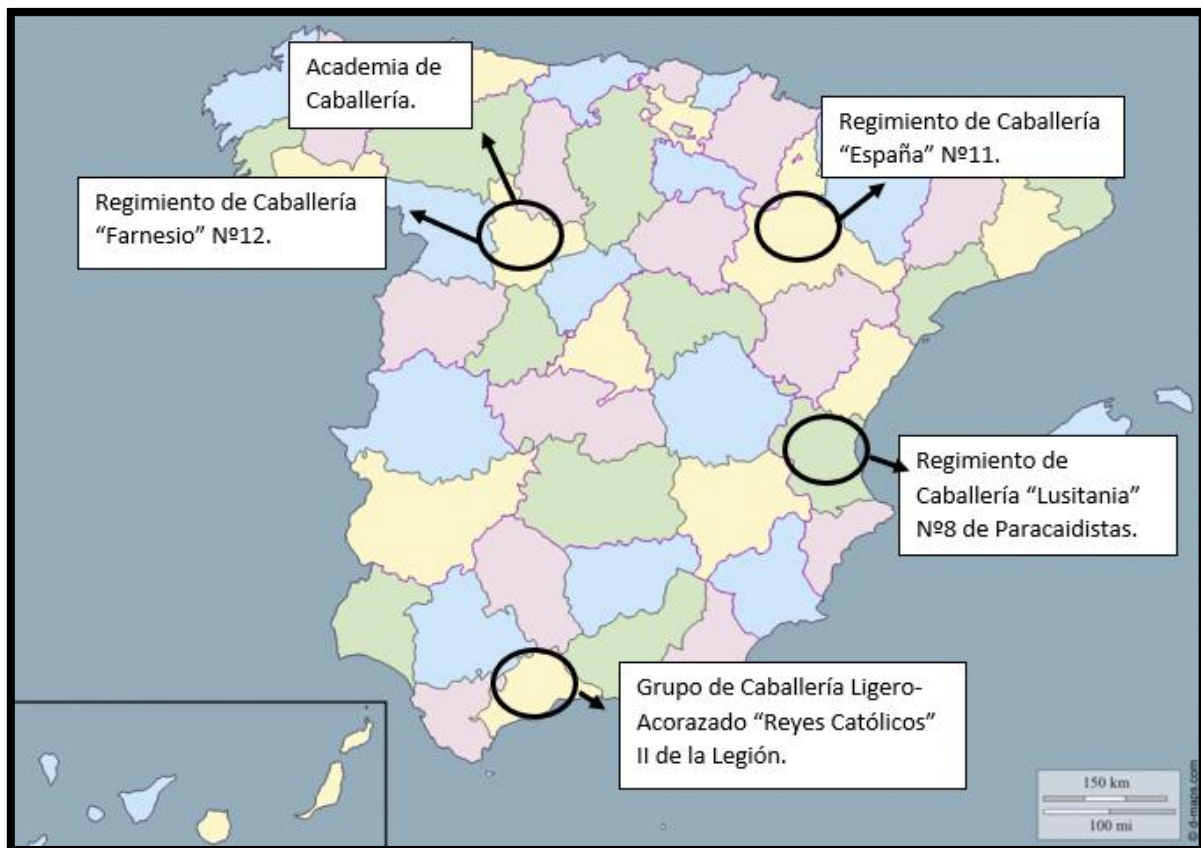 Academia de
Caballería.
Regimiento de Caballería
“España” Nº11.
Regimiento de Caballería
“Farnesio” Nº12.
Regimiento de
Caballería “Lusitania”
Nº8 de Paracaidistas.
Grupo de Caballería Ligero-
Acorazado “Reyes Católicos”
II de la Legión.
150 km
100 mi
© d-maps.com